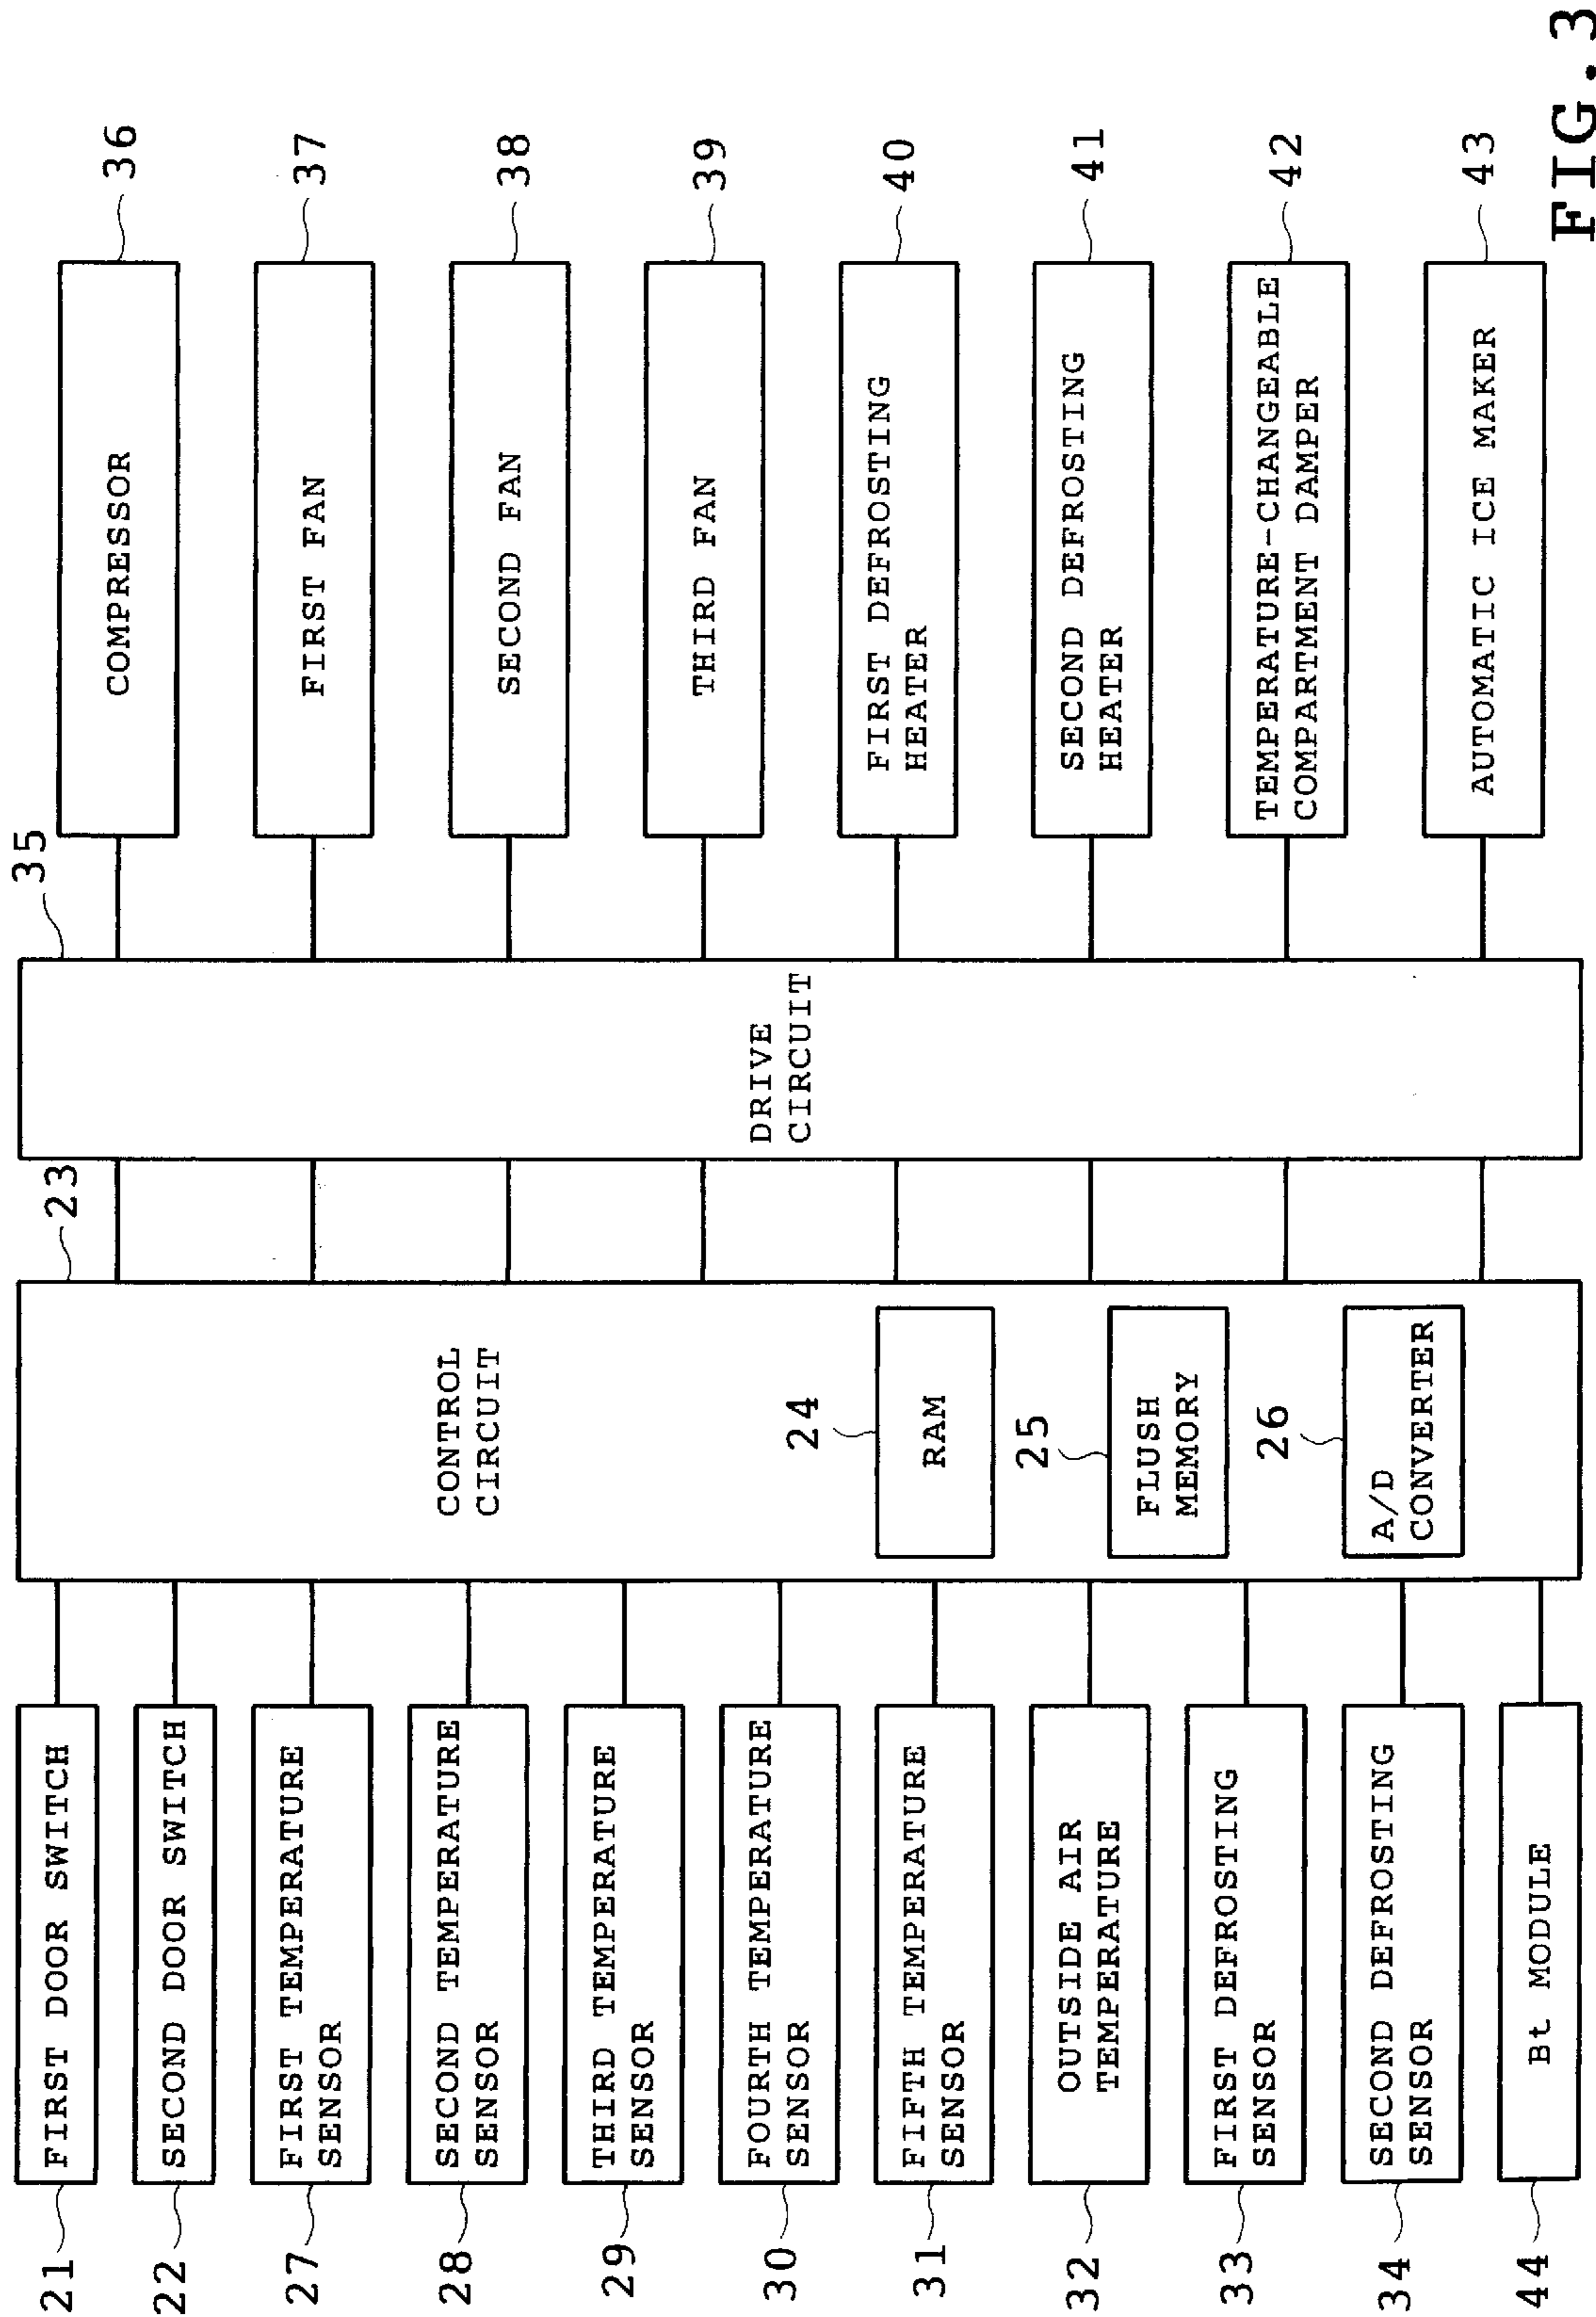 21
FIRST DOOR SWITCH
22
SECOND DOOR SWITCH
27
FIRST TEMPERATURE
SENSOR
28
SECOND TEMPERATURE
SENSOR
29
THIRD TEMPERATURE
SENSOR
30
FOURTH TEMPERATURE
SENSOR
31
FIFTH TEMPERATURE
SENSOR
32
OUTSIDE AIR
TEMPERATURE
33
FIRST DEFROSTING
SENSOR
34
SECOND DEFROSTING
SENSOR
44
Bt MODULE
23
CONTROL
CIRCUIT
24
RAM
25
FLUSH
MEMORY
26
A/D
CONVERTER
35
DRIVE
CIRCUIT
COMPRESSOR
36
FIRST FAN
37
SECOND FAN
38
THIRD FAN
39
FIRST DEFROSTING
HEATER
40
SECOND DEFROSTING
HEATER
41
TEMPERATURE-CHANGEABLE
COMPARTMENT DAMPER
42
AUTOMATIC ICE MAKER
43
FIG.3